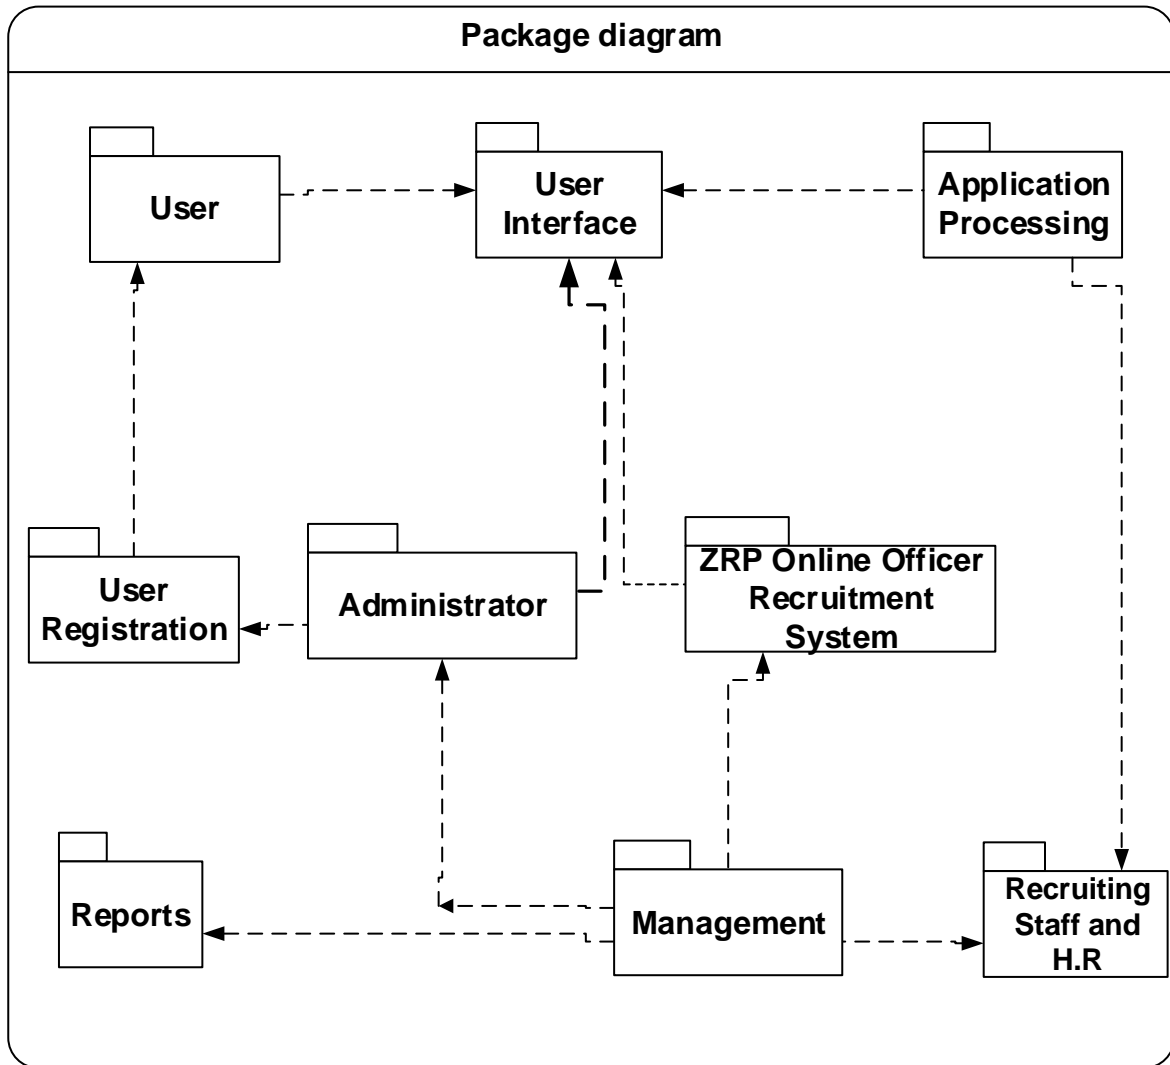 Package diagram
User
User
Interface
Application
Processing
User
Registration
Administrator
ZRP Online Officer
Recruitment
System
Reports
Management
Recruiting
Staff and
H.R